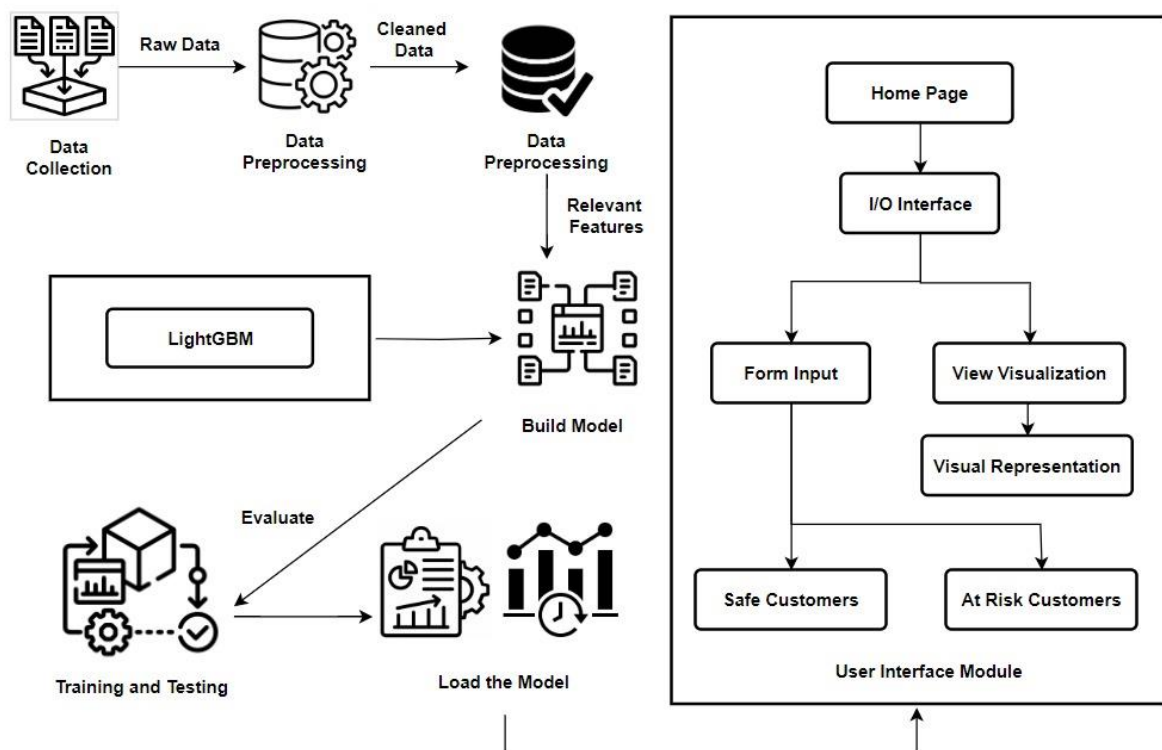 Raw Data
Cleaned
Data
Data
Collection
Data
Preprocessing
Data
Preprocessing
Relevant
Features
LightGBM
Build Model
Evaluate
Training and Testing
Load the Model
Home Page
I/O Interface
Form Input
View Visualization
Visual Representation
Safe Customers
At Risk Customers
User Interface Module